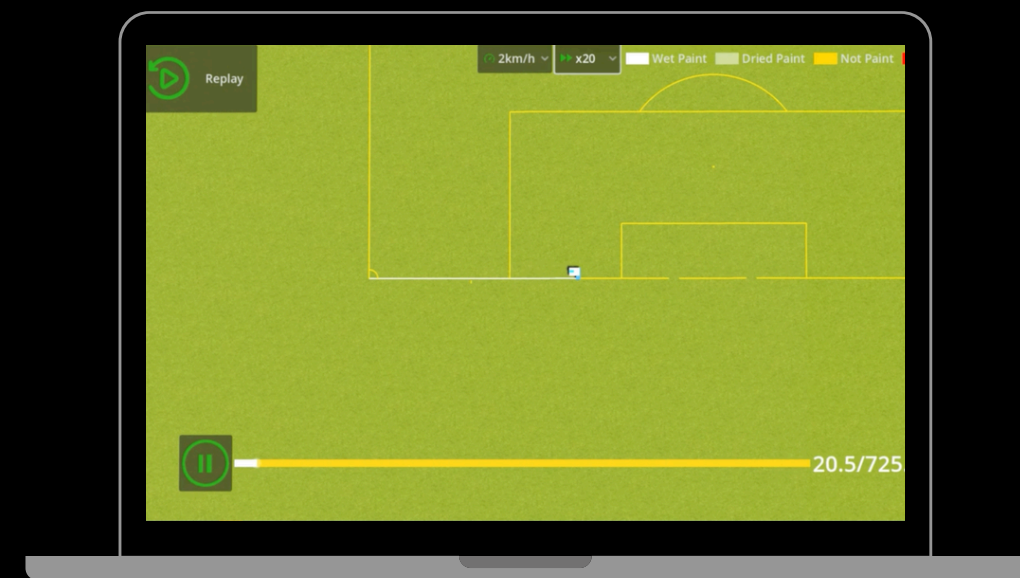 Replay
2km/h
x20
Wet Paint
Dried Paint
Not Paint
20.5/725